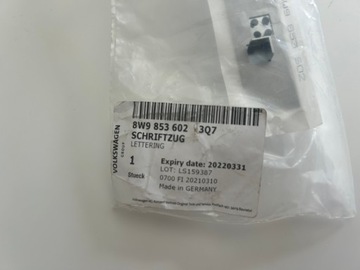 8W9 853 602 3Q7
SCHRIFTZUG
LETTERING
VOLKSWAGEN
GROUP
1
Stueck
Expiry date: 20220331
LOT: LS159387
0700 FI 20210310
Made in GERMANY